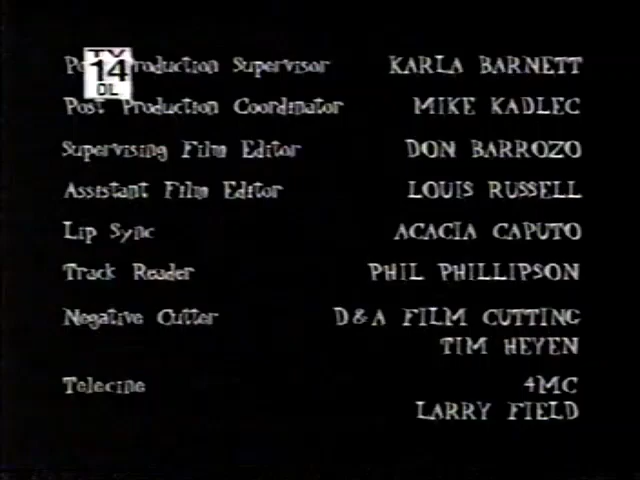 TV
14
DL
Post Production Supervisor KARLA BARNETT
Post Production Coordinator MIKE KADLEC
Supervising Film Editor DON BARROZO
Assistant Film Editor LOUIS RUSSELL
Lip Sync ACACIA CAPUTO
Track Reader PHIL PHILLIPSON
Negative Cutter D&A FILM CUTTING
TIM HEYEN
Telecine 4MC
LARRY FIELD